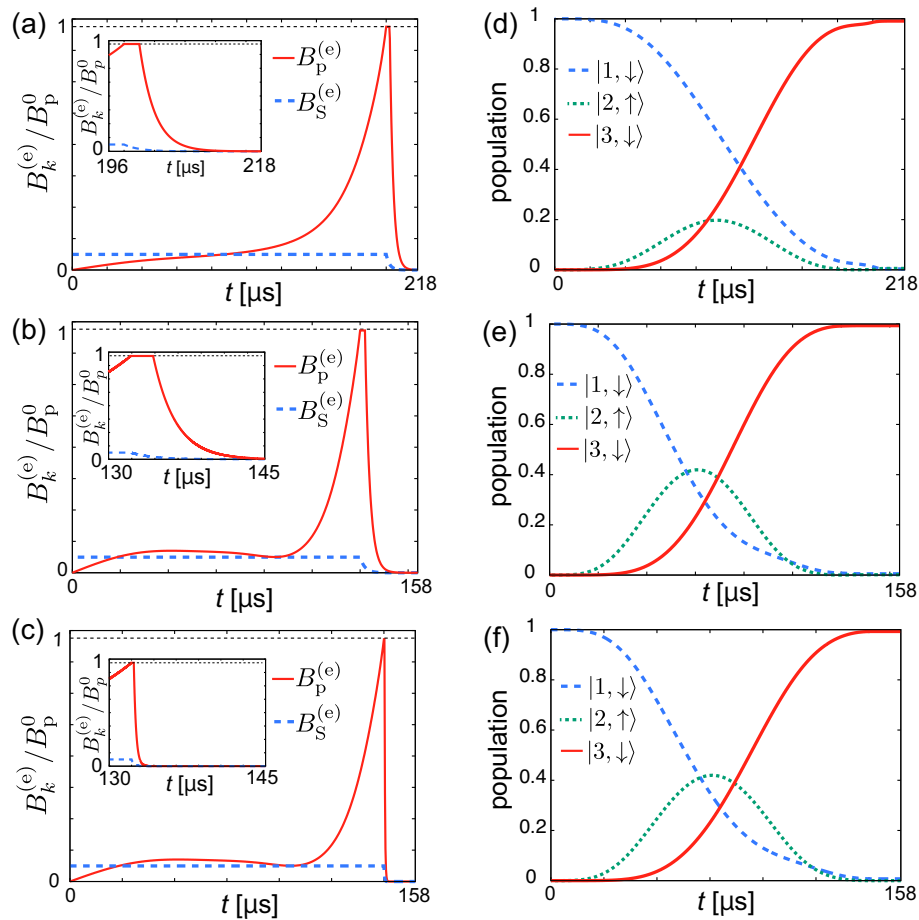 (a)
B_k^(e)/B_p^0
1
0
0
218
t [µs]
B_k^(e)/B_p^0
1
0
196
218
t [µs]
B_p^(e)
B_S^(e)
(d)
population
1
0.8
0.6
0.4
0.2
0
0
218
t [µs]
|1,↓⟩
|2,↑⟩
|3,↓⟩
(b)
B_k^(e)/B_p^0
1
0
0
158
t [µs]
B_k^(e)/B_p^0
1
0
130
145
t [µs]
B_p^(e)
B_S^(e)
(e)
population
1
0.8
0.6
0.4
0.2
0
0
158
t [µs]
|1,↓⟩
|2,↑⟩
|3,↓⟩
(c)
B_k^(e)/B_p^0
1
0
0
158
t [µs]
B_k^(e)/B_p^0
1
0
130
145
t [µs]
B_p^(e)
B_S^(e)
(f)
population
1
0.8
0.6
0.4
0.2
0
0
158
t [µs]
|1,↓⟩
|2,↑⟩
|3,↓⟩